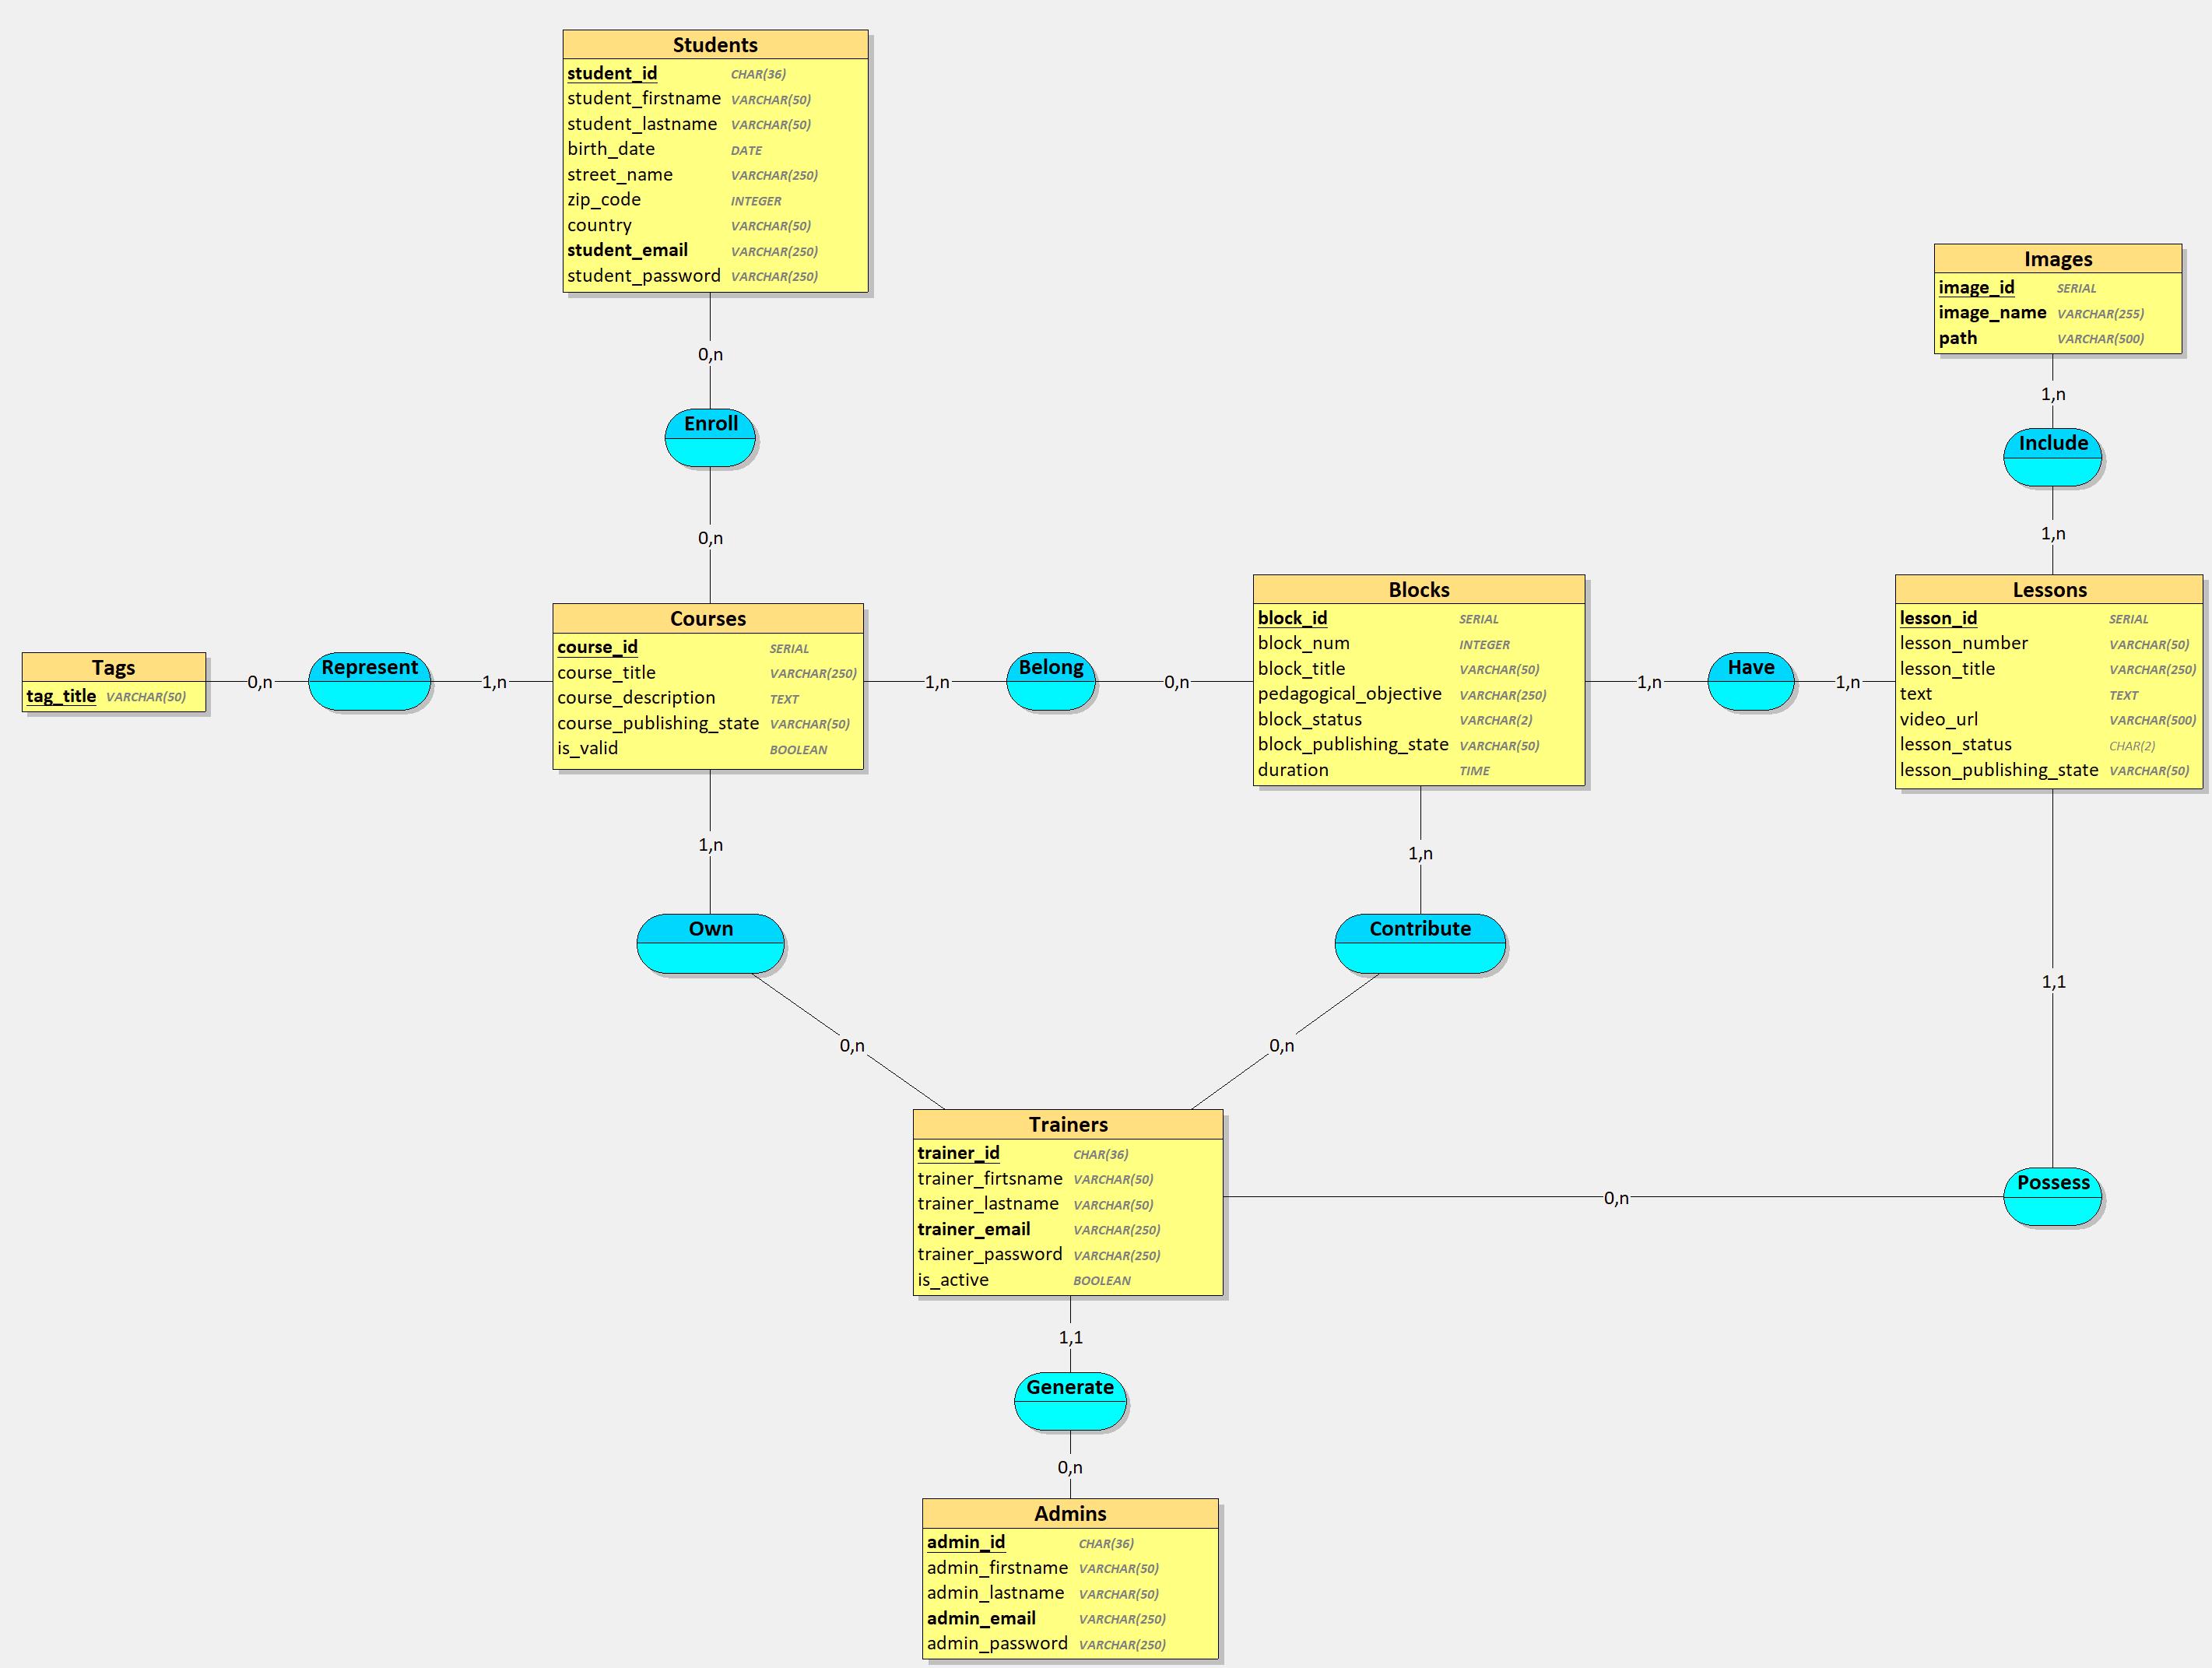 Students
student_id CHAR(36)
student_firstname VARCHAR(50)
student_lastname VARCHAR(50)
birth_date DATE
street_name VARCHAR(250)
zip_code INTEGER
country VARCHAR(50)
student_email VARCHAR(250)
student_password VARCHAR(250)
0,n
Enroll
0,n
Images
image_id SERIAL
image_name VARCHAR(255)
path VARCHAR(500)
1,n
Include
1,n
Tags
tag_title VARCHAR(50)
0,n
Represent
1,n
Courses
course_id SERIAL
course_title VARCHAR(250)
course_description TEXT
course_publishing_state VARCHAR(50)
is_valid BOOLEAN
1,n
Belong
0,n
Blocks
block_id SERIAL
block_num INTEGER
block_title VARCHAR(50)
pedagogical_objective VARCHAR(250)
block_status VARCHAR(2)
block_publishing_state VARCHAR(50)
duration TIME
1,n
Have
1,n
Lessons
lesson_id SERIAL
lesson_number VARCHAR(50)
lesson_title VARCHAR(250)
text TEXT
video_url VARCHAR(500)
lesson_status CHAR(2)
lesson_publishing_state VARCHAR(50)
1,n
Own
0,n
1,n
Contribute
0,n
1,1
Possess
0,n
Trainers
trainer_id CHAR(36)
trainer_firtsname VARCHAR(50)
trainer_lastname VARCHAR(50)
trainer_email VARCHAR(250)
trainer_password VARCHAR(250)
is_active BOOLEAN
1,1
Generate
0,n
Admins
admin_id CHAR(36)
admin_firstname VARCHAR(50)
admin_lastname VARCHAR(50)
admin_email VARCHAR(250)
admin_password VARCHAR(250)